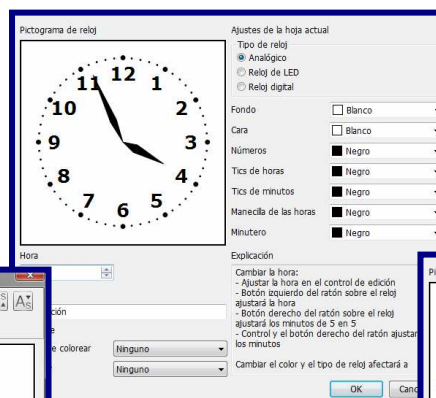 Pictograma de reloj
12
1
2
3
4
5
6
7
8
9
10
11
Hora
Ajustes de la hoja actual
Tipo de reloj
Analógico
Reloj de LED
Reloj digital
Fondo Blanco
Cara Blanco
Números Negro
Tics de horas Negro
Tics de minutos Negro
Manecilla de las horas Negro
Minutero Negro
Explicación
Cambiar la hora:
- Ajustar la hora en el control de edición
- Botón izquierdo del ratón sobre el reloj
ajustará la hora
- Botón derecho del ratón sobre el reloj
ajustará los minutos de 5 en 5
- Control y el botón derecho del ratón ajustar
los minutos
Cambiar el color y el tipo de reloj afectará a
ción
e
e colorear Ninguno
Ninguno
OK Canc
Pi